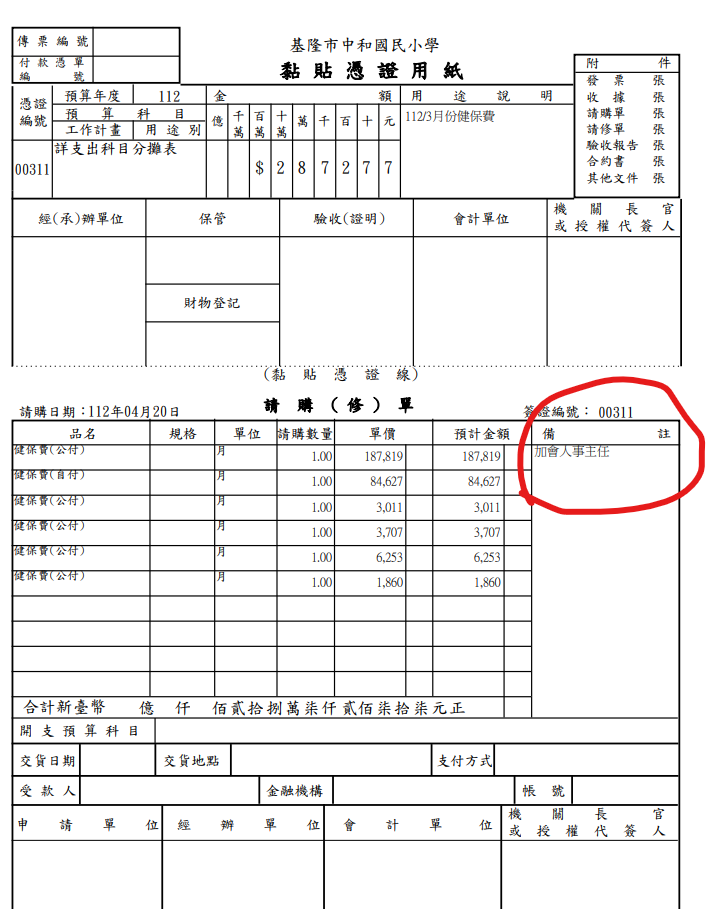 基隆市中和國民小學
黏貼憑證用紙
傳票編號
付款憑單編號
附件
發票 張
收據 張
請購單 張
請修單 張
驗收報告 張
合約書 張
其他文件 張
憑證編號
預算年度 112
金額
用途說明
預算科目
工作計畫 用途別
億 千萬 百萬 十萬 萬 千 百 十 元
112/3月份健保費
00311
詳支出科目分攤表
$ 2 8 7 2 7 7
經(承)辦單位 保管 驗收(證明) 會計單位 機關長官或授權代簽人
財物登記
(黏貼憑證線)
請購(修)單
請購日期:112年04月20日
簽證編號: 00311
品名 規格 單位 請購數量 單價 預計金額 備註
健保費(公付) 月 1.00 187,819 187,819 加會人事主任
健保費(自付) 月 1.00 84,627 84,627
健保費(公付) 月 1.00 3,011 3,011
健保費(公付) 月 1.00 3,707 3,707
健保費(公付) 月 1.00 6,253 6,253
健保費(公付) 月 1.00 1,860 1,860
合計新臺幣 億 仟 佰貳拾捌萬柒仟貳佰柒拾柒元正
開支預算科目
交貨日期 交貨地點 支付方式
受款人 金融機構 帳號
申請單位 經辦單位 會計單位 機關長官或授權代簽人